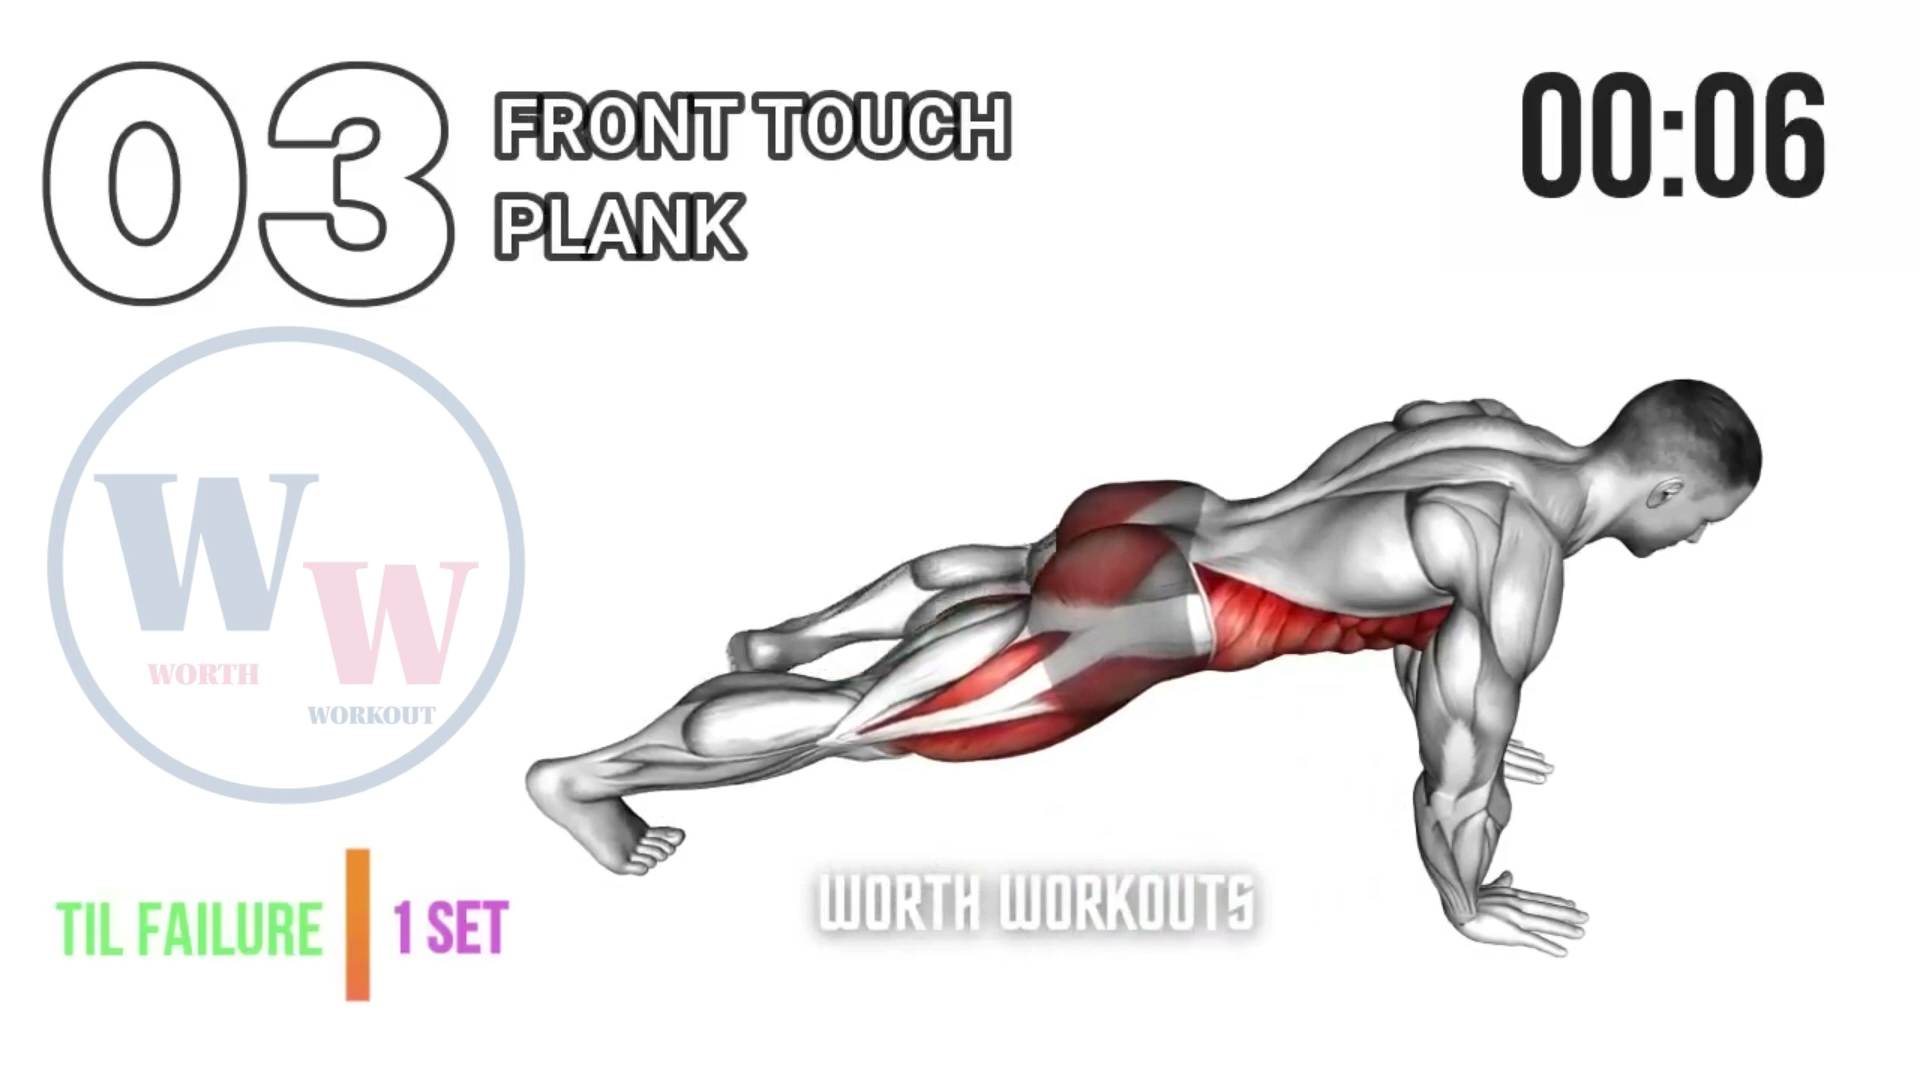 03
FRONT TOUCH
PLANK
00:06
W
W
WORTH
WORKOUT
TIL FAILURE
1 SET
WORTH WORKOUTS